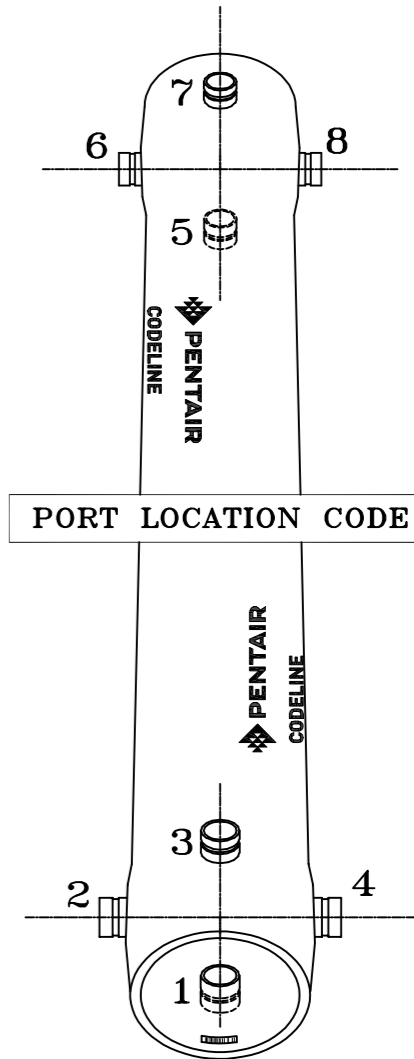 7
6
8
5
CODELINE
PENTAIR
PORT LOCATION CODE
PENTAIR
CODELINE
3
2
4
1